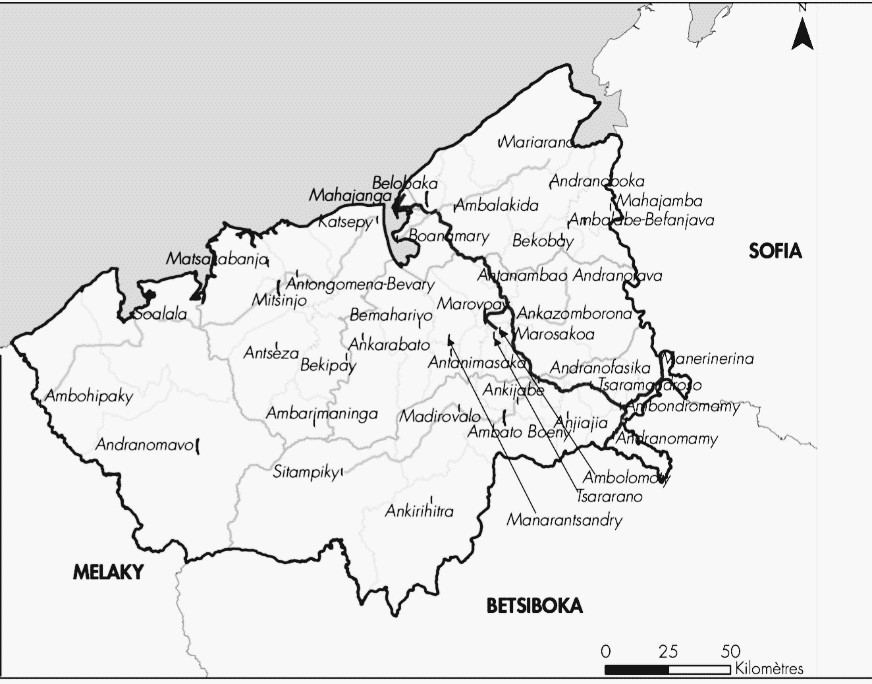 N
Mariarano
Belobaka
Andranoboka
Mahajanga
Mahajamba
Ambalakida
Katsepy
Ambalabe-Befanjava
Boanamary
Bekobay
SOFIA
Matsakabanja
Antanambao Andranolava
Antongomena-Bevary
Mitsinjo
Marovoay
Soalala
Bemahariyo
Ankazomborona
Marosakoa
Antseza
Ankarabato
Bekipay
Antanimasaka
Manerinerina
Andranofasika
Tsaramandroso
Ankijabe
Ambohipaky
Ambondromamy
Ambarimaninga
Madirovalo
Anjiajia
Ambato Boeny
Andranomavo
Andranomamy
Sitampiky
Ambolomoty
Tsararano
Ankirihitra
Manarantsandry
MELAKY
BETSIBOKA
0 25 50
Kilomètres